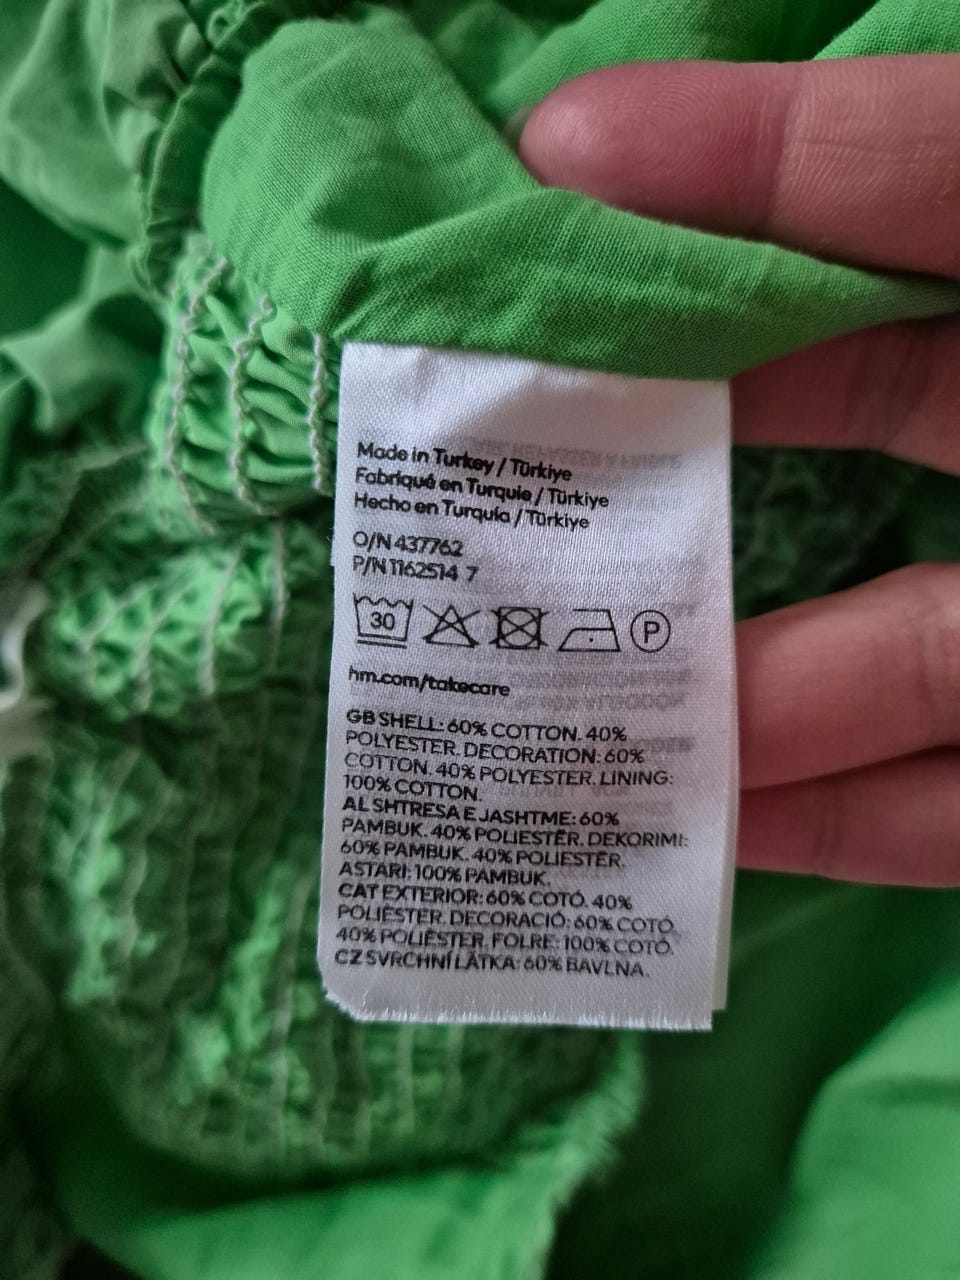 Made in Turkey / Türkiye
Fabriqué en Turquie / Türkiye
Hecho en Turquía / Türkiye
O/N 437762
P/N 1162514 7
30 P
hm.com/takecare
GB SHELL: 60% COTTON. 40%
POLYESTER. DECORATION: 60%
COTTON. 40% POLYESTER. LINING:
100% COTTON.
AL SHTRESA E JASHTME: 60%
PAMBUK. 40% POLIESTËR. DEKORIMI:
60% PAMBUK. 40% POLIESTËR.
ASTARI: 100% PAMBUK.
CAT EXTERIOR: 60% COTÓ. 40%
POLIÈSTER. DECORACIÓ: 60% COTÓ.
40% POLIÈSTER. FOLRE: 100% COTÓ.
CZ SVRCHNÍ LÁTKA: 60% BAVLNA.